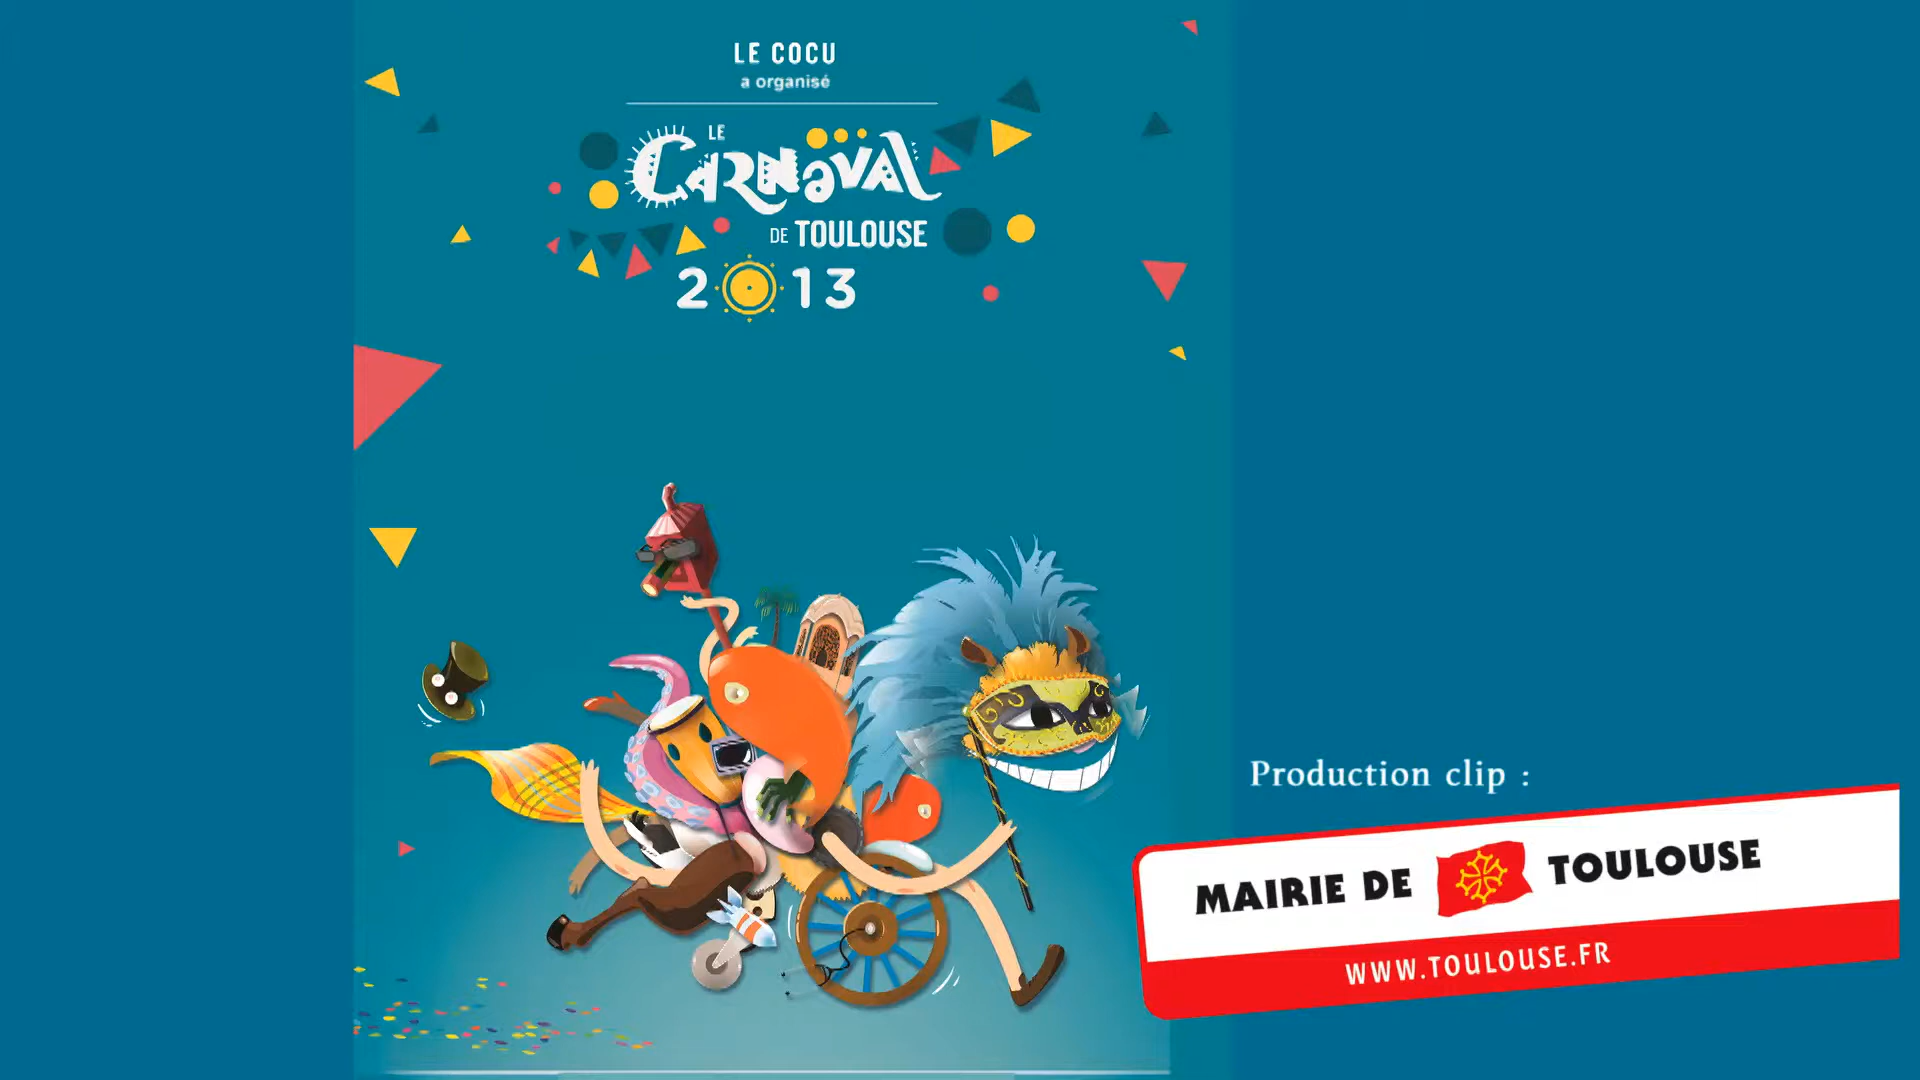 LE COCU
a organisé
LE
CARNAVAL
DE TOULOUSE
2013
Production clip :
MAIRIE DE TOULOUSE
WWW.TOULOUSE.FR